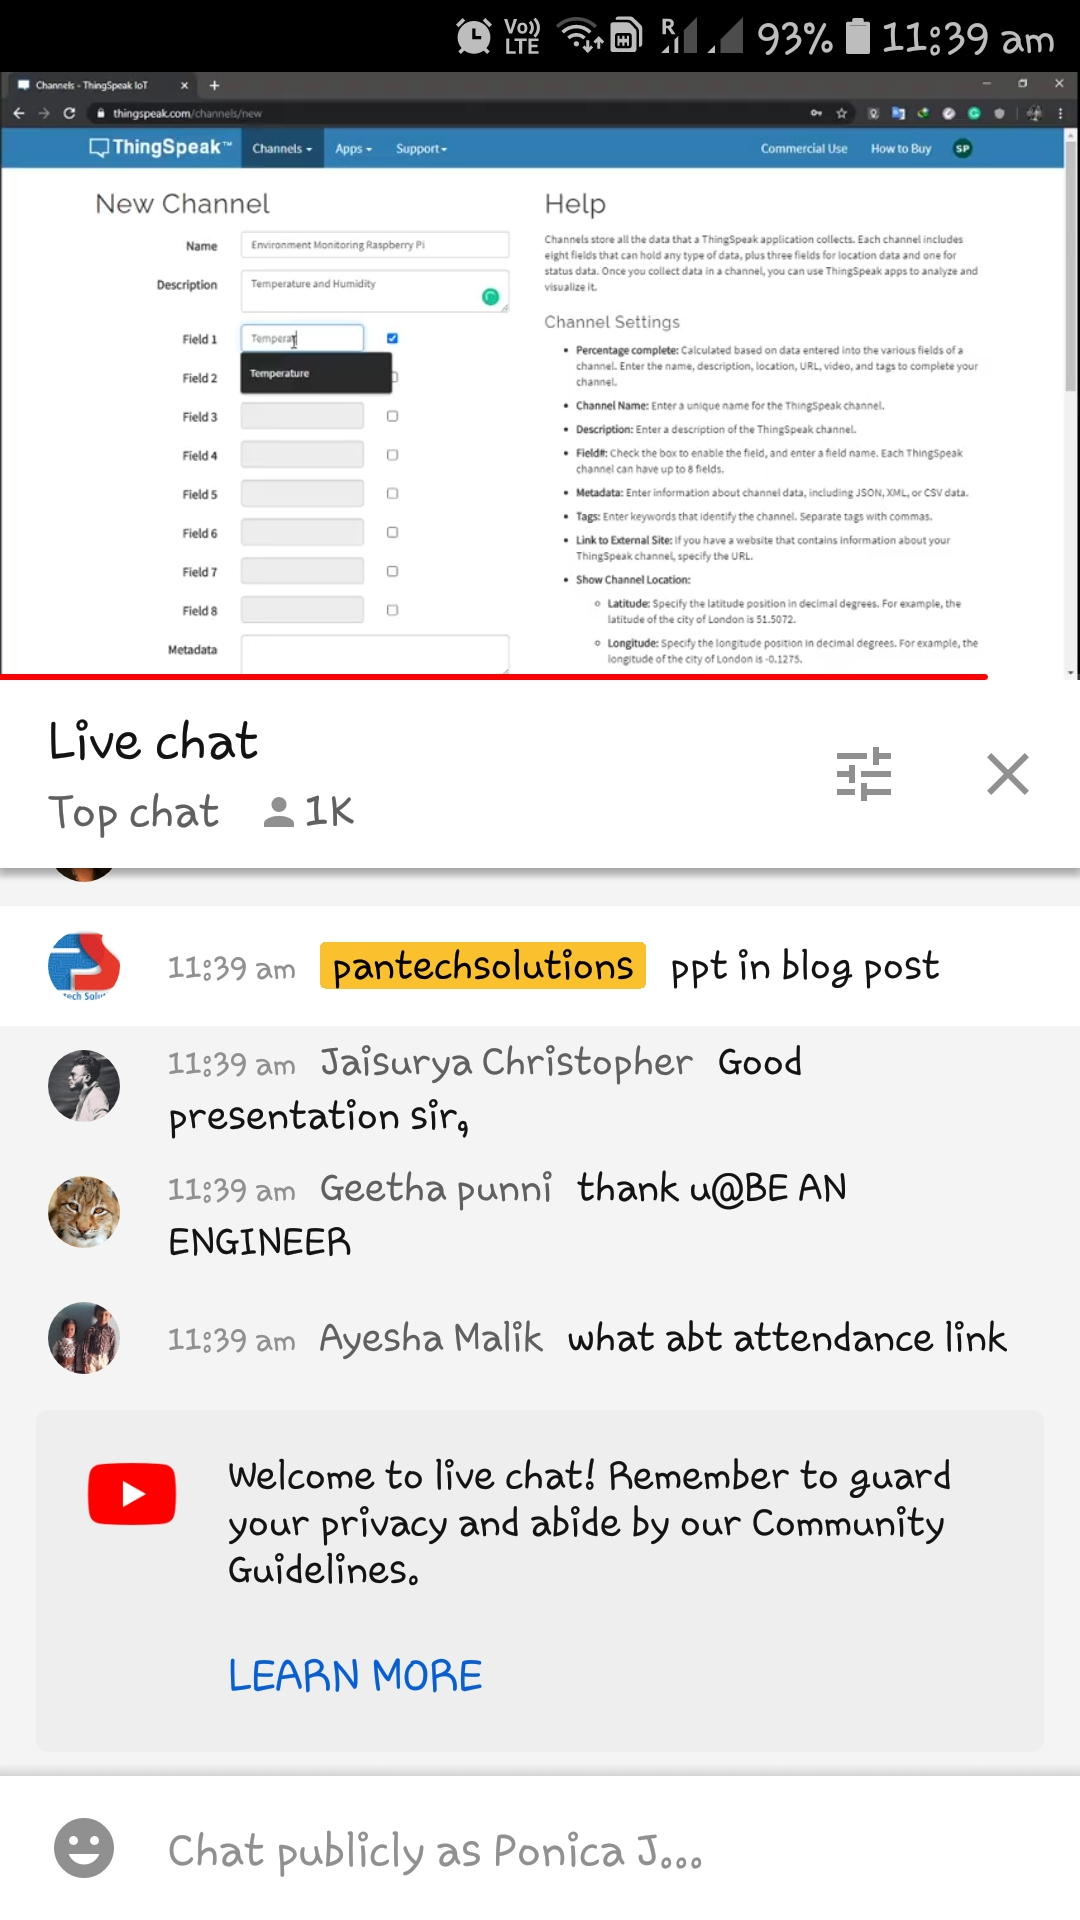 Vo))
LTE
R
93%
11:39 am
Channels - ThingSpeak IoT
thingspeak.com/channels/new
ThingSpeak™
Channels
Apps
Support
Commercial Use
How to Buy
SP
New Channel
Name
Environment Monitoring Raspberry Pi
Description
Temperature and Humidity
Field 1
Temperat
Temperature
Field 2
Field 3
Field 4
Field 5
Field 6
Field 7
Field 8
Metadata
Help
Channels store all the data that a ThingSpeak application collects. Each channel includes
eight fields that can hold any type of data, plus three fields for location data and one for
status data. Once you collect data in a channel, you can use ThingSpeak apps to analyze and
visualize it.
Channel Settings
• Percentage complete: Calculated based on data entered into the various fields of a
channel. Enter the name, description, location, URL, video, and tags to complete your
channel.
• Channel Name: Enter a unique name for the ThingSpeak channel.
• Description: Enter a description of the ThingSpeak channel.
• Field#: Check the box to enable the field, and enter a field name. Each ThingSpeak
channel can have up to 8 fields.
• Metadata: Enter information about channel data, including JSON, XML, or CSV data.
• Tags: Enter keywords that identify the channel. Separate tags with commas.
• Link to External Site: If you have a website that contains information about your
ThingSpeak channel, specify the URL.
• Show Channel Location:
Latitude: Specify the latitude position in decimal degrees. For example, the
latitude of the city of London is 51.5072.
Longitude: Specify the longitude position in decimal degrees. For example, the
longitude of the city of London is -0.1275.
Live chat
Top chat
1K
11:39 am pantechsolutions ppt in blog post
11:39 am Jaisurya Christopher Good
presentation sir,
11:39 am Geetha punni thank u@BE AN
ENGINEER
11:39 am Ayesha Malik what abt attendance link
Welcome to live chat! Remember to guard
your privacy and abide by our Community
Guidelines.
LEARN MORE
Chat publicly as Ponica J...